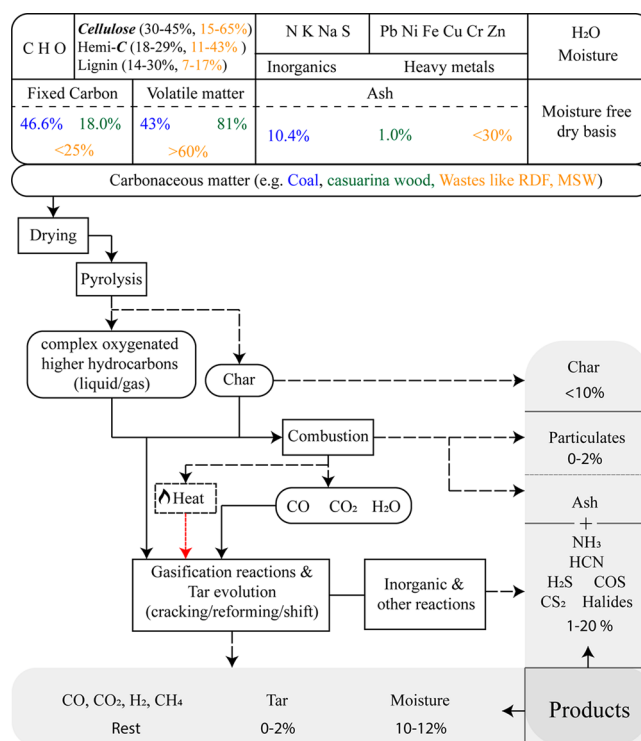 C H O
Cellulose (30-45%, 15-65%)
Hemi-C (18-29%, 11-43% )
Lignin (14-30%, 7-17%)
N K Na S
Pb Ni Fe Cu Cr Zn
Inorganics
Heavy metals
H₂O
Moisture
Fixed Carbon
Volatile matter
Ash
46.6% 18.0%
<25%
43% 81%
>60%
10.4%
1.0%
<30%
Moisture free
dry basis
Carbonaceous matter (e.g. Coal, casuarina wood, Wastes like RDF, MSW)
Drying
Pyrolysis
complex oxygenated
higher hydrocarbons
(liquid/gas)
Char
Char
<10%
Combustion
Particulates
0-2%
Heat
CO CO₂ H₂O
Ash
+
NH₃
HCN
H₂S COS
CS₂ Halides
1-20 %
Gasification reactions &
Tar evolution
(cracking/reforming/shift)
Inorganic &
other reactions
CO, CO₂, H₂, CH₄
Rest
Tar
0-2%
Moisture
10-12%
Products